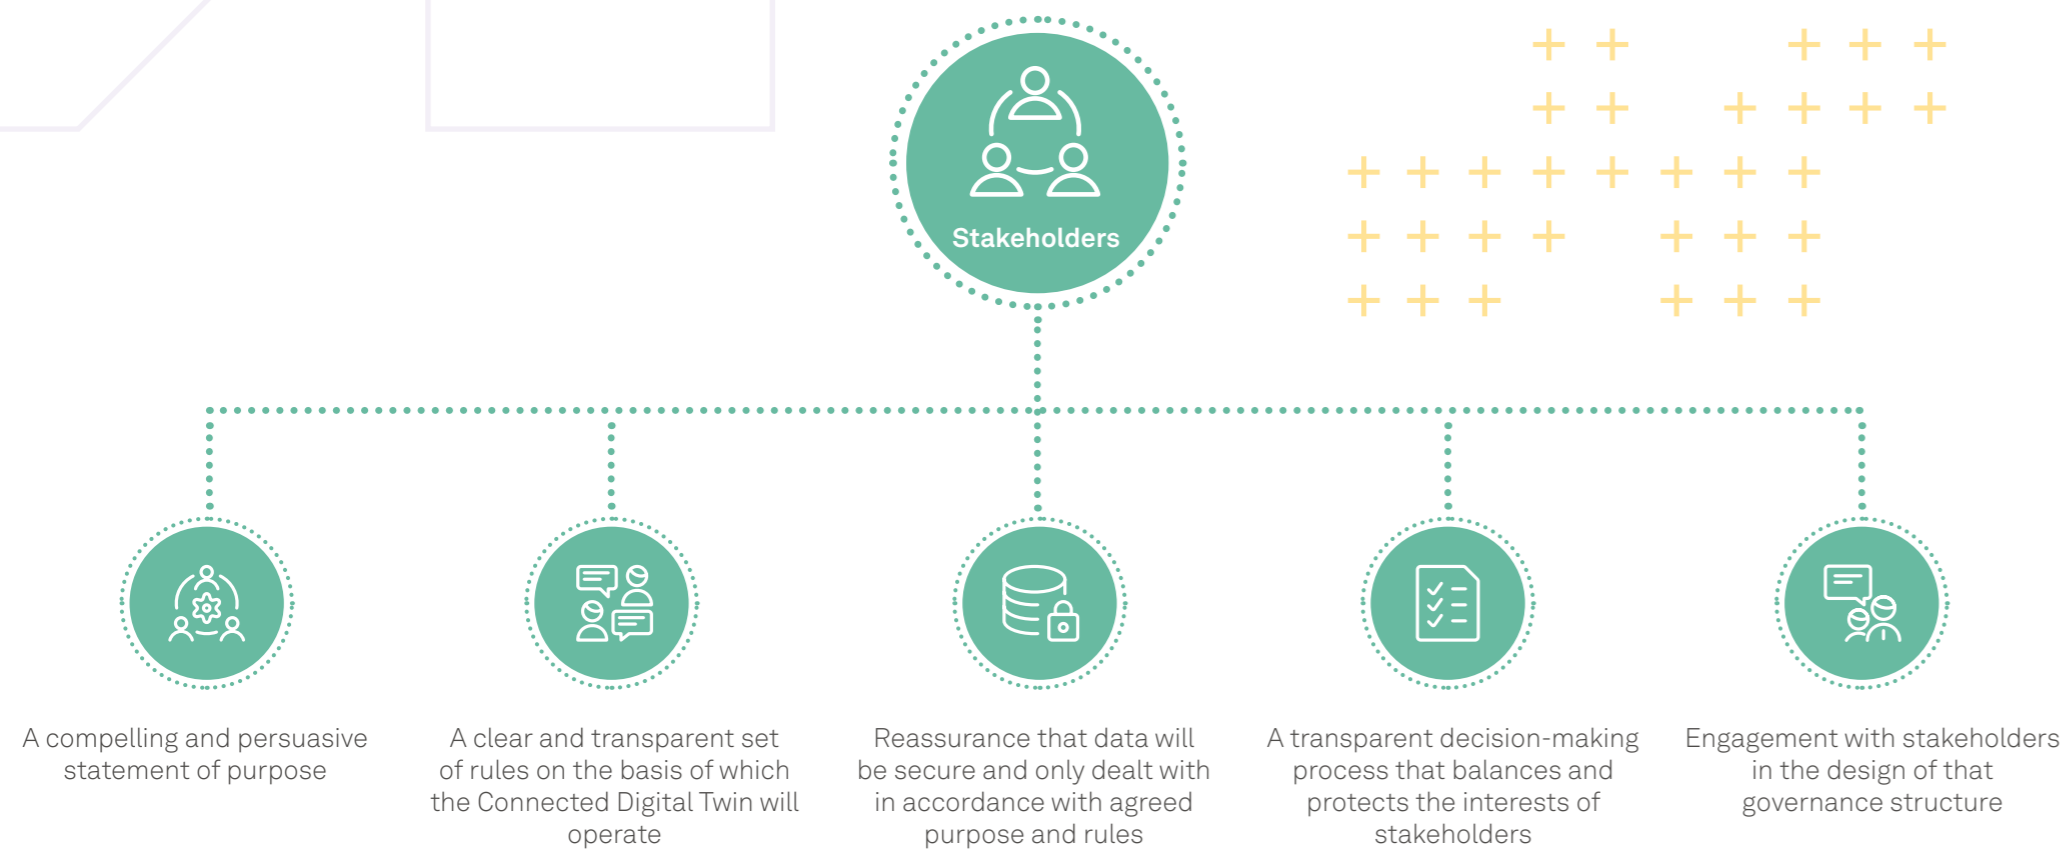 Stakeholders
A compelling and persuasive
statement of purpose
A clear and transparent set
of rules on the basis of which
the Connected Digital Twin will
operate
Reassurance that data will
be secure and only dealt with
in accordance with agreed
purpose and rules
A transparent decision-making
process that balances and
protects the interests of
stakeholders
Engagement with stakeholders
in the design of that
governance structure